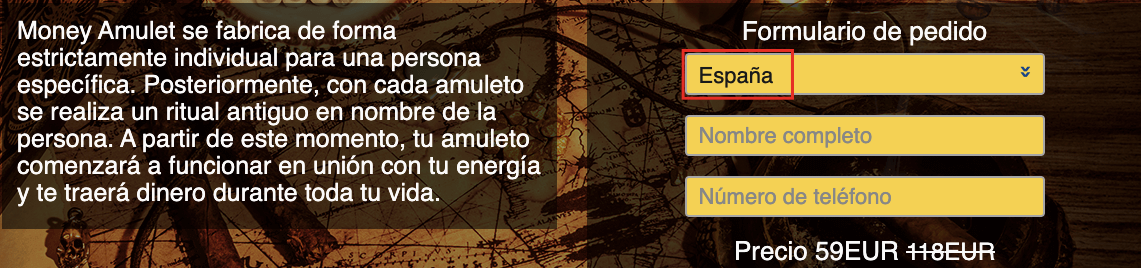 Money Amulet se fabrica de forma
estrictamente individual para una persona
específica. Posteriormente, con cada amuleto
se realiza un ritual antiguo en nombre de la
persona. A partir de este momento, tu amuleto
comenzará a funcionar en unión con tu energía
y te traerá dinero durante toda tu vida.
Formulario de pedido
España
Nombre completo
Número de teléfono
Precio 59EUR 118EUR